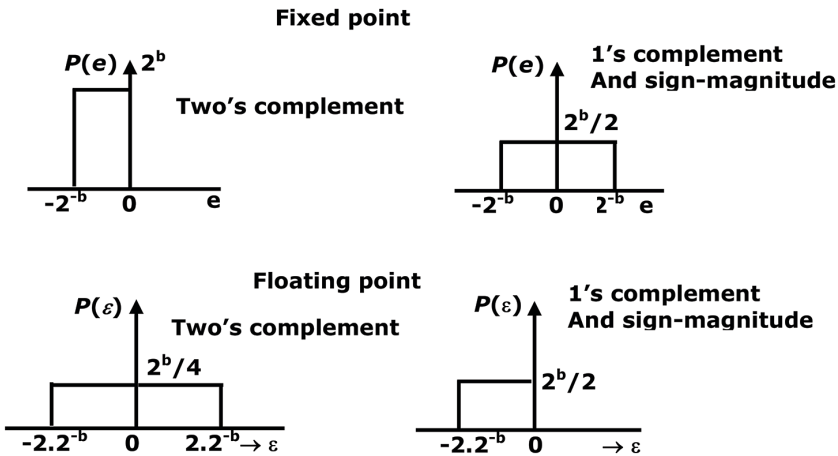 Fixed point
P(e) 2^b
Two's complement
-2^-b 0 e
P(e)
1's complement
And sign-magnitude
2^b/2
-2^-b 0 2^-b e
Floating point
P(ε)
Two's complement
2^b/4
-2.2^-b 0 2.2^-b → ε
P(ε)
1's complement
And sign-magnitude
2^b/2
-2.2^-b 0 → ε